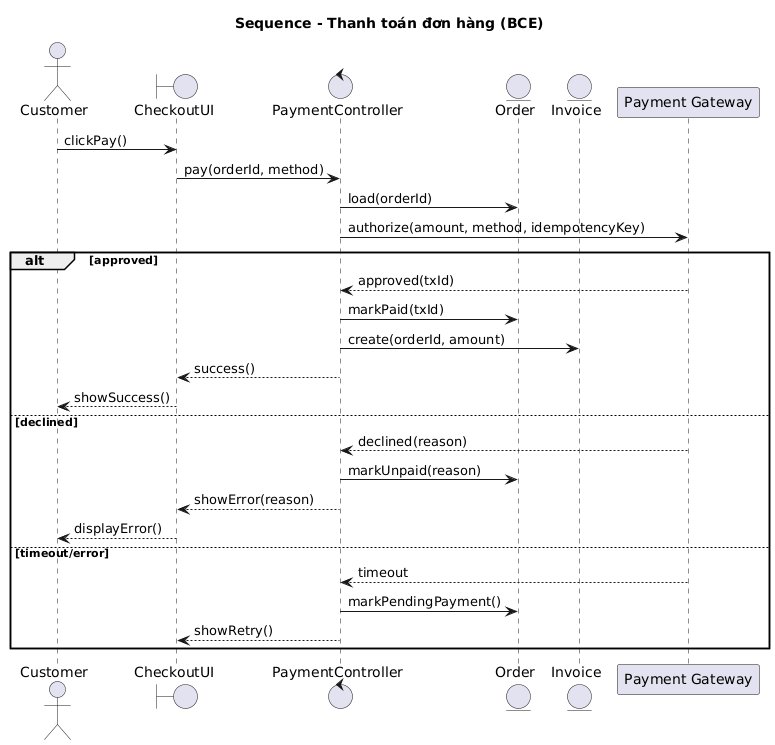 Sequence - Thanh toán đơn hàng (BCE)
Customer
CheckoutUI
PaymentController
Order
Invoice
Payment Gateway
clickPay()
pay(orderId, method)
load(orderId)
authorize(amount, method, idempotencyKey)
alt
[approved]
approved(txId)
markPaid(txId)
create(orderId, amount)
success()
showSuccess()
[declined]
declined(reason)
markUnpaid(reason)
showError(reason)
displayError()
[timeout/error]
timeout
markPendingPayment()
showRetry()
Customer
CheckoutUI
PaymentController
Order
Invoice
Payment Gateway